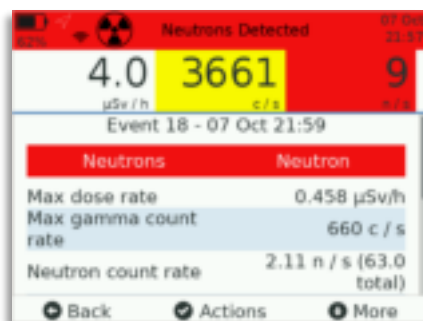 62% Neutrons Detected 07 Oct
21:57
4.0 3661 9
µSv / h c / s n / s
Event 18 - 07 Oct 21:59
Neutrons Neutron
Max dose rate 0.458 µSv/h
Max gamma count
rate 660 c / s
Neutron count rate 2.11 n / s (63.0
total)
Back Actions More